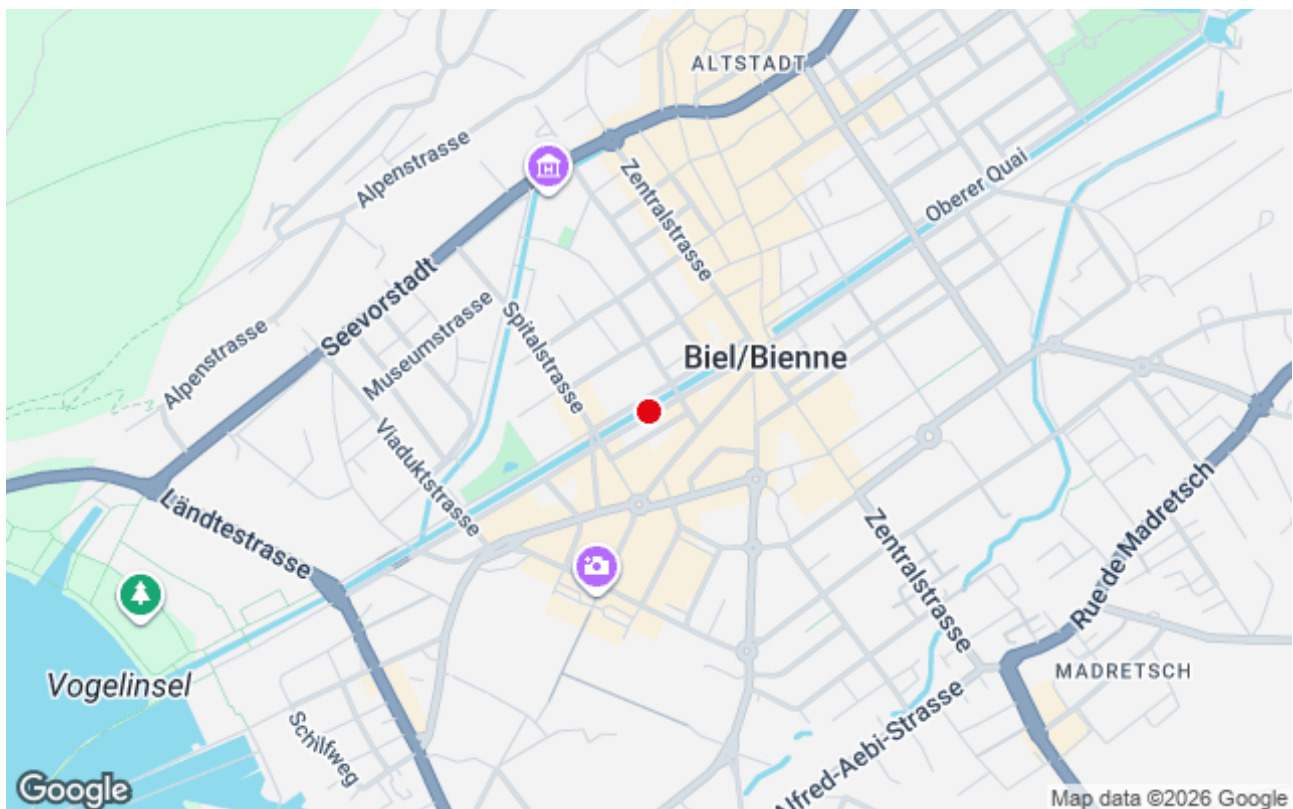 ALTSTADT
Alpenstrasse
Zentralstrasse
Oberer Quai
Seevorstadt
Museumstrasse
Spitalstrasse
Biel/Bienne
Alpenstrasse
Viaduktstrasse
Ländtestrasse
Zentralstrasse
Rue de Madretsch
Vogelinsel
MADRETSCH
Schilfweg
Alfred-Aebi-Strasse
Google
Map data ©2026 Google